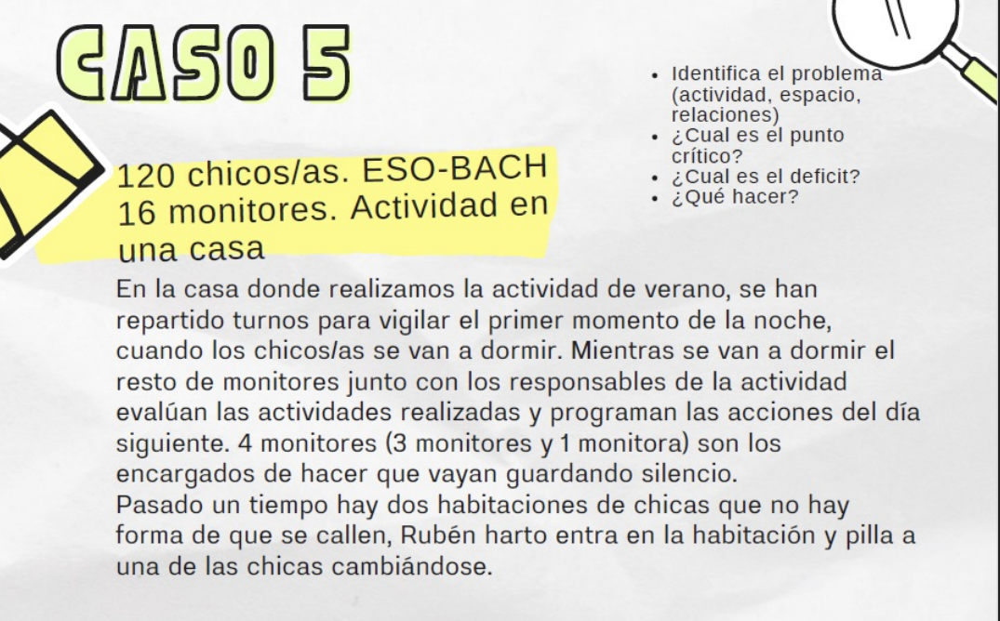 CASO 5
• Identifica el problema
(actividad, espacio,
relaciones)
• ¿Cual es el punto
crítico?
• ¿Cual es el deficit?
• ¿Qué hacer?
120 chicos/as. ESO-BACH
16 monitores. Actividad en
una casa
En la casa donde realizamos la actividad de verano, se han
repartido turnos para vigilar el primer momento de la noche,
cuando los chicos/as se van a dormir. Mientras se van a dormir el
resto de monitores junto con los responsables de la actividad
evalúan las actividades realizadas y programan las acciones del día
siguiente. 4 monitores (3 monitores y 1 monitora) son los
encargados de hacer que vayan guardando silencio.
Pasado un tiempo hay dos habitaciones de chicas que no hay
forma de que se callen, Rubén harto entra en la habitación y pilla a
una de las chicas cambiándose.